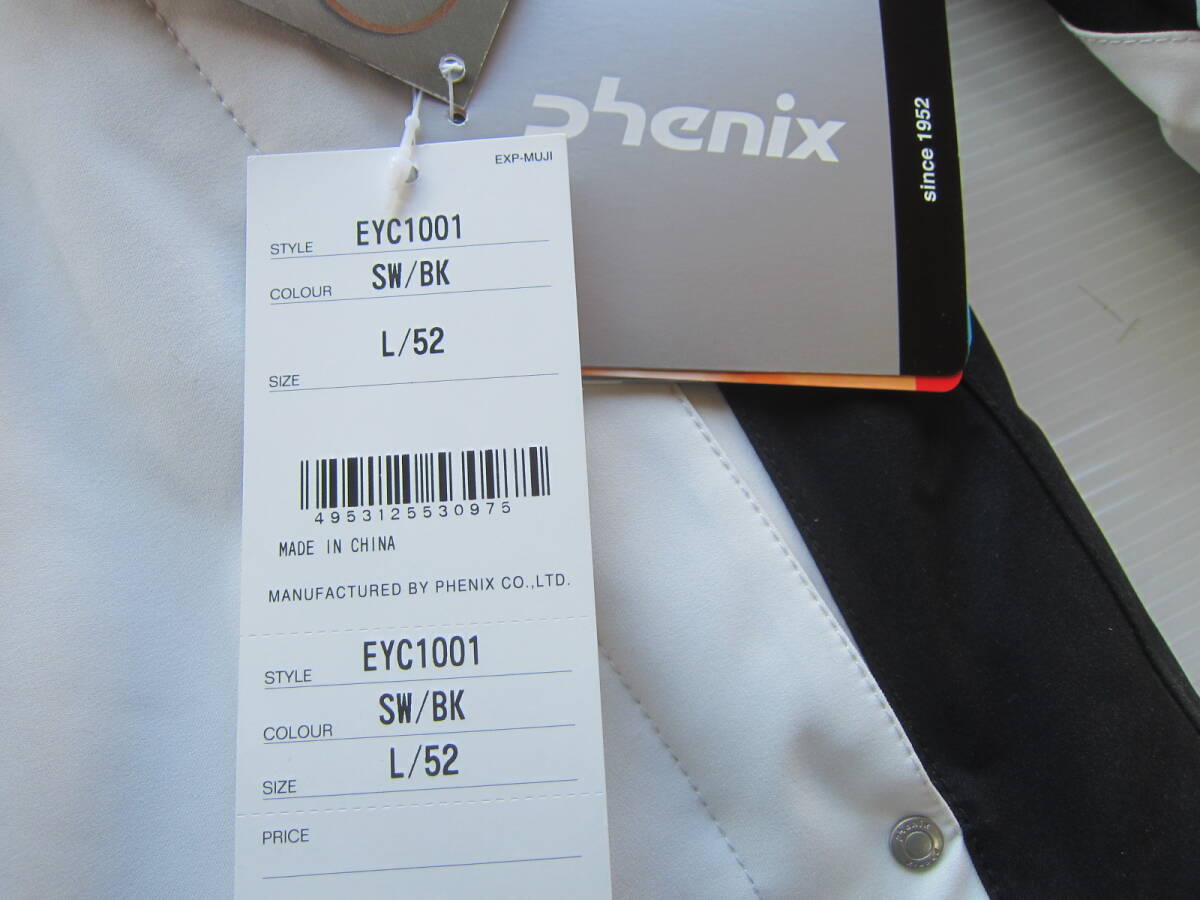 phenix
since 1952
EXP-MUJI
STYLE EYC1001
COLOUR SW/BK
SIZE L/52
4953125530975
MADE IN CHINA
MANUFACTURED BY PHENIX CO.,LTD.
STYLE EYC1001
COLOUR SW/BK
SIZE L/52
PRICE
phenix